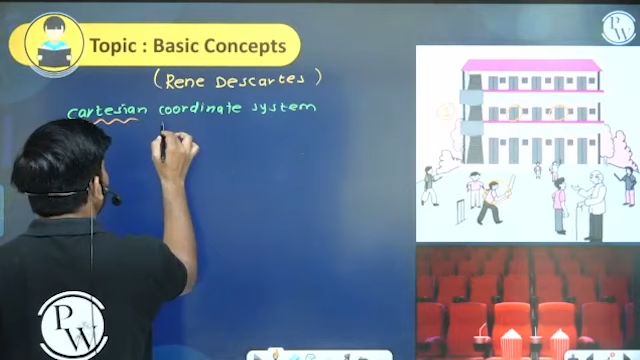 Topic : Basic Concepts
(Rene Descartes)
Cartesian coordinate system
PW
PW